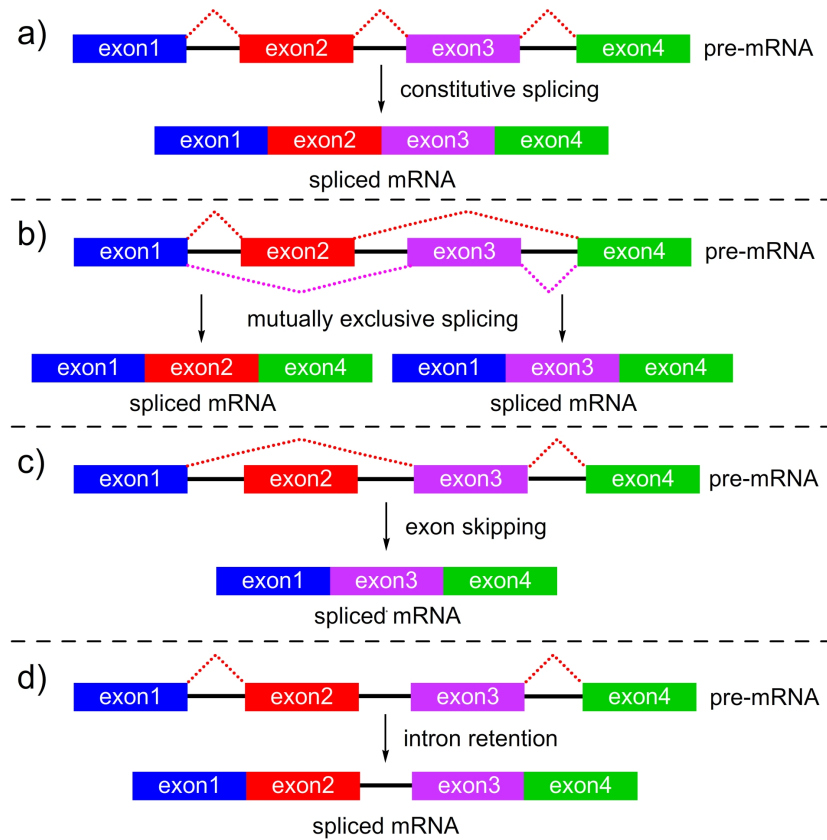 a) exon1 exon2 exon3 exon4 pre-mRNA
constitutive splicing
exon1 exon2 exon3 exon4
spliced mRNA
b) exon1 exon2 exon3 exon4 pre-mRNA
mutually exclusive splicing
exon1 exon2 exon4 exon1 exon3 exon4
spliced mRNA spliced mRNA
c) exon1 exon2 exon3 exon4 pre-mRNA
exon skipping
exon1 exon3 exon4
spliced mRNA
d) exon1 exon2 exon3 exon4 pre-mRNA
intron retention
exon1 exon2 exon3 exon4
spliced mRNA